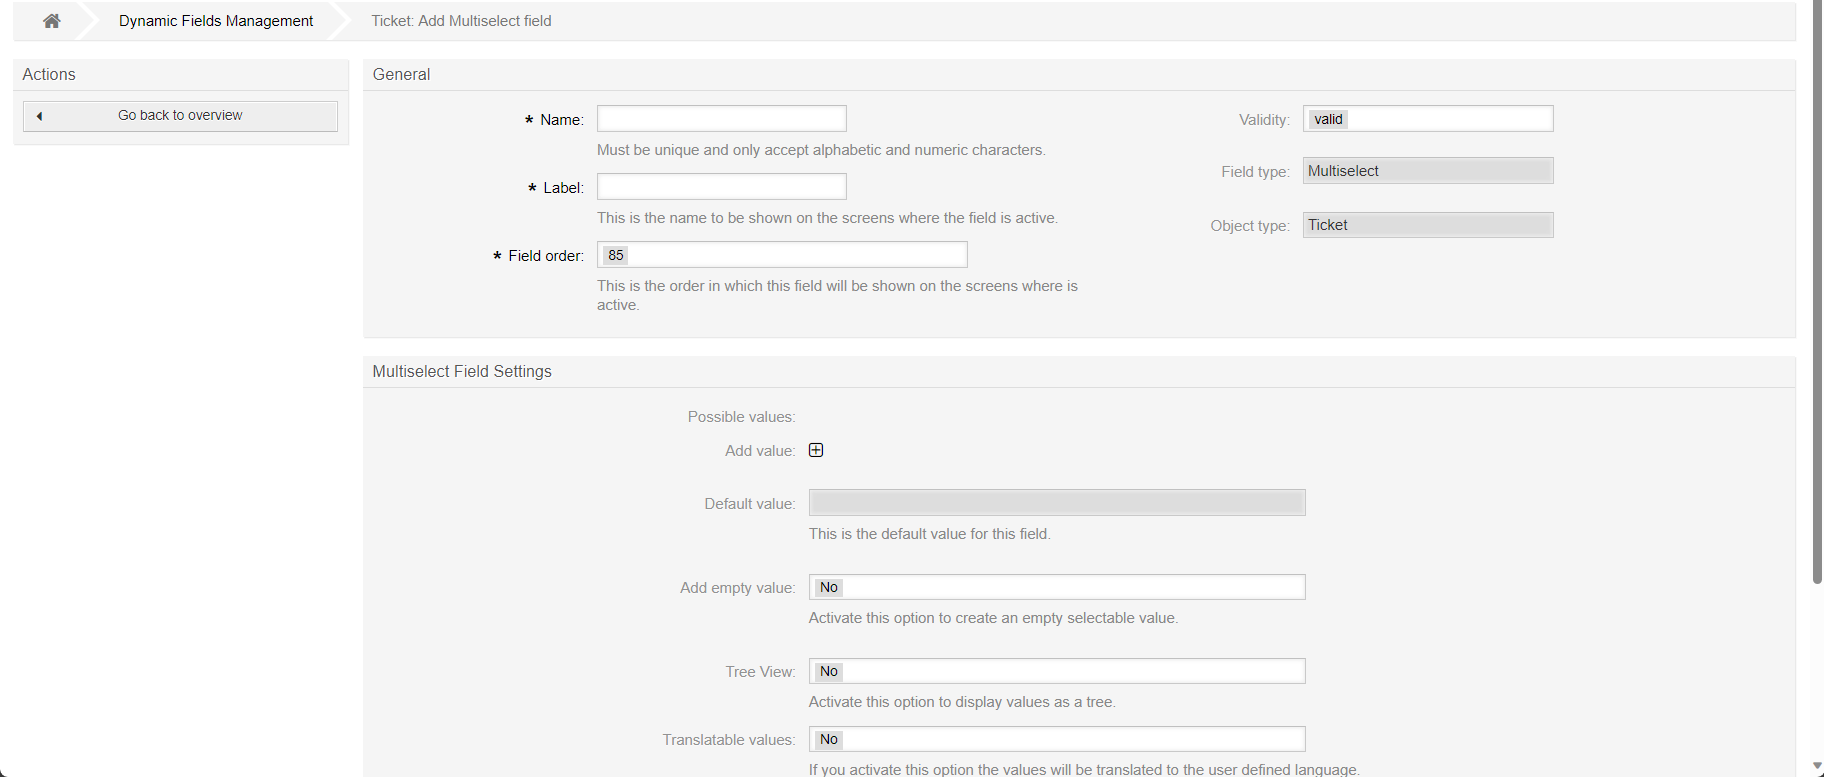 Dynamic Fields Management
Ticket: Add Multiselect field
Actions
Go back to overview
General
* Name:
Must be unique and only accept alphabetic and numeric characters.
* Label:
This is the name to be shown on the screens where the field is active.
* Field order: 85
This is the order in which this field will be shown on the screens where is
active.
Validity: valid
Field type: Multiselect
Object type: Ticket
Multiselect Field Settings
Possible values:
Add value:
Default value:
This is the default value for this field.
Add empty value: No
Activate this option to create an empty selectable value.
Tree View: No
Activate this option to display values as a tree.
Translatable values: No
If you activate this option the values will be translated to the user defined language.